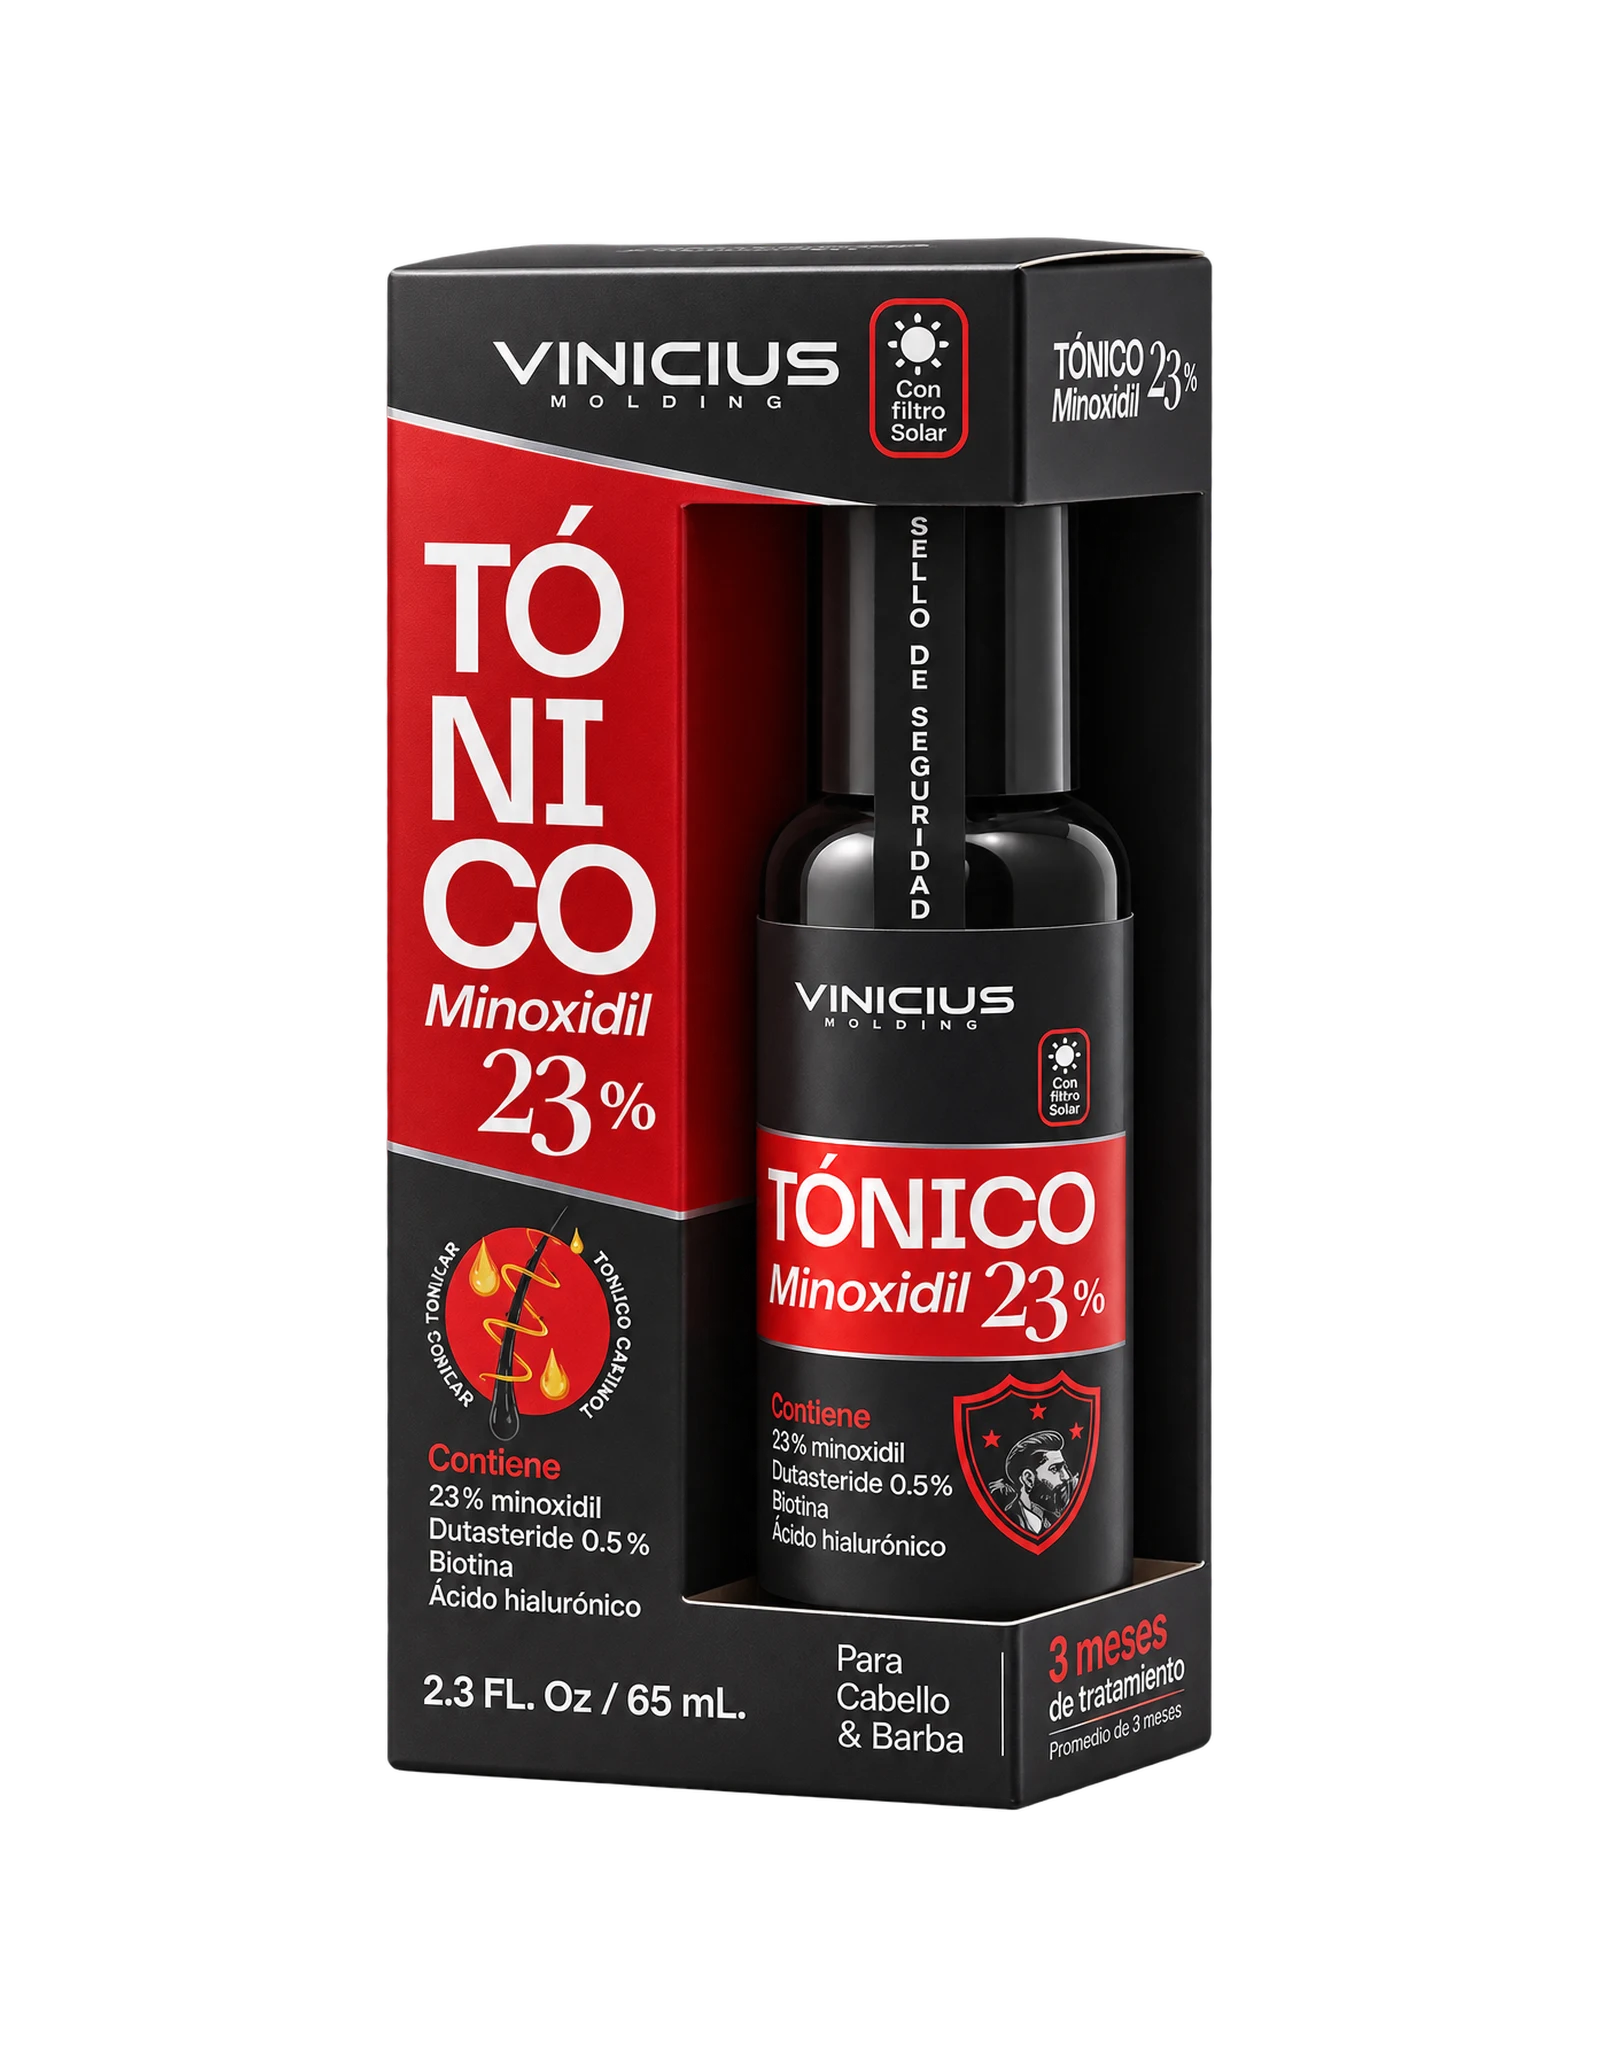 VINICIUS
MOLDING
Con
filtro
Solar
TÓNICO
Minoxidil
23%
TÓ
NI
CO
Minoxidil
23%
SELLO DE SEGURIDAD
VINICIUS
MOLDING
Con
filtro
Solar
TÓNICO
Minoxidil 23%
Contiene
23% minoxidil
Dutasteride 0.5%
Biotina
Ácido hialurónico
Contiene
23% minoxidil
Dutasteride 0.5%
Biotina
Ácido hialurónico
2.3 FL. Oz / 65 mL.
Para
Cabello
& Barba
3 meses
de tratamiento
Promedio de 3 meses